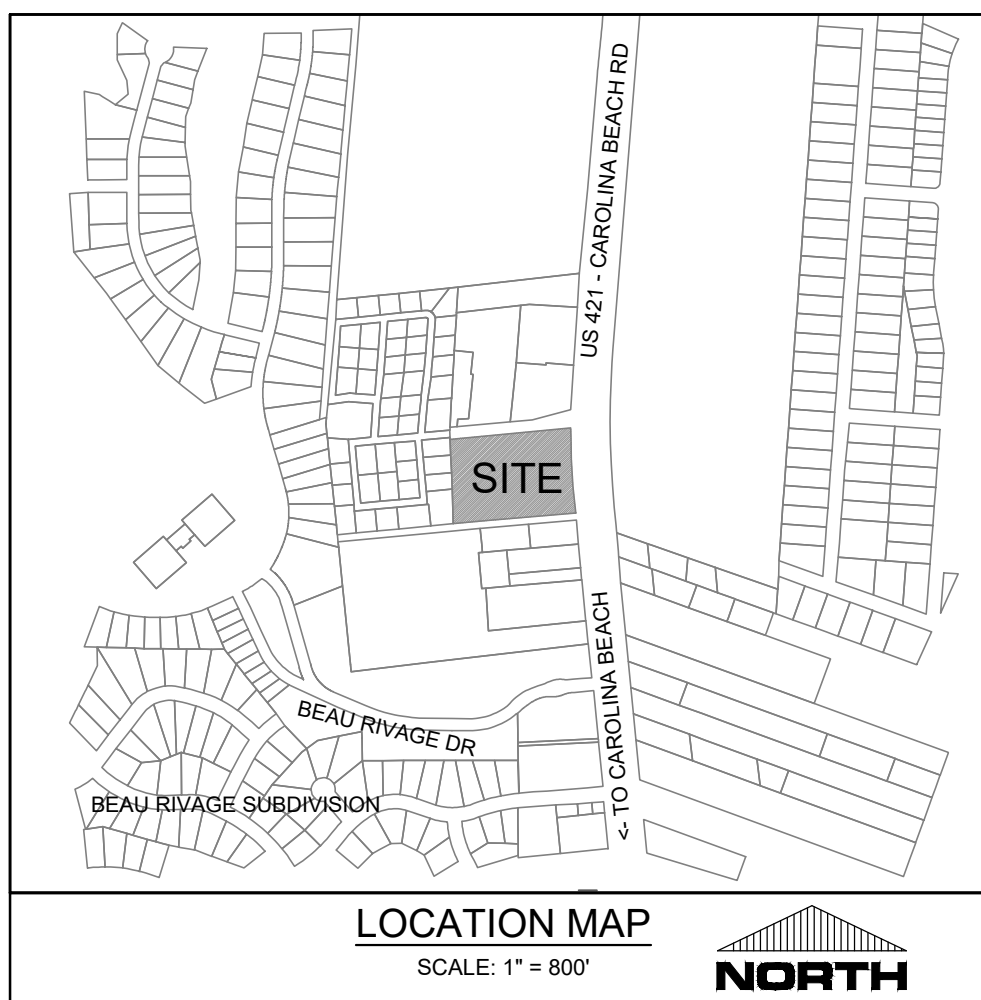 US 421 - CAROLINA BEACH RD
SITE
<- TO CAROLINA BEACH
BEAU RIVAGE DR
BEAU RIVAGE SUBDIVISION
LOCATION MAP
SCALE: 1" = 800'
NORTH